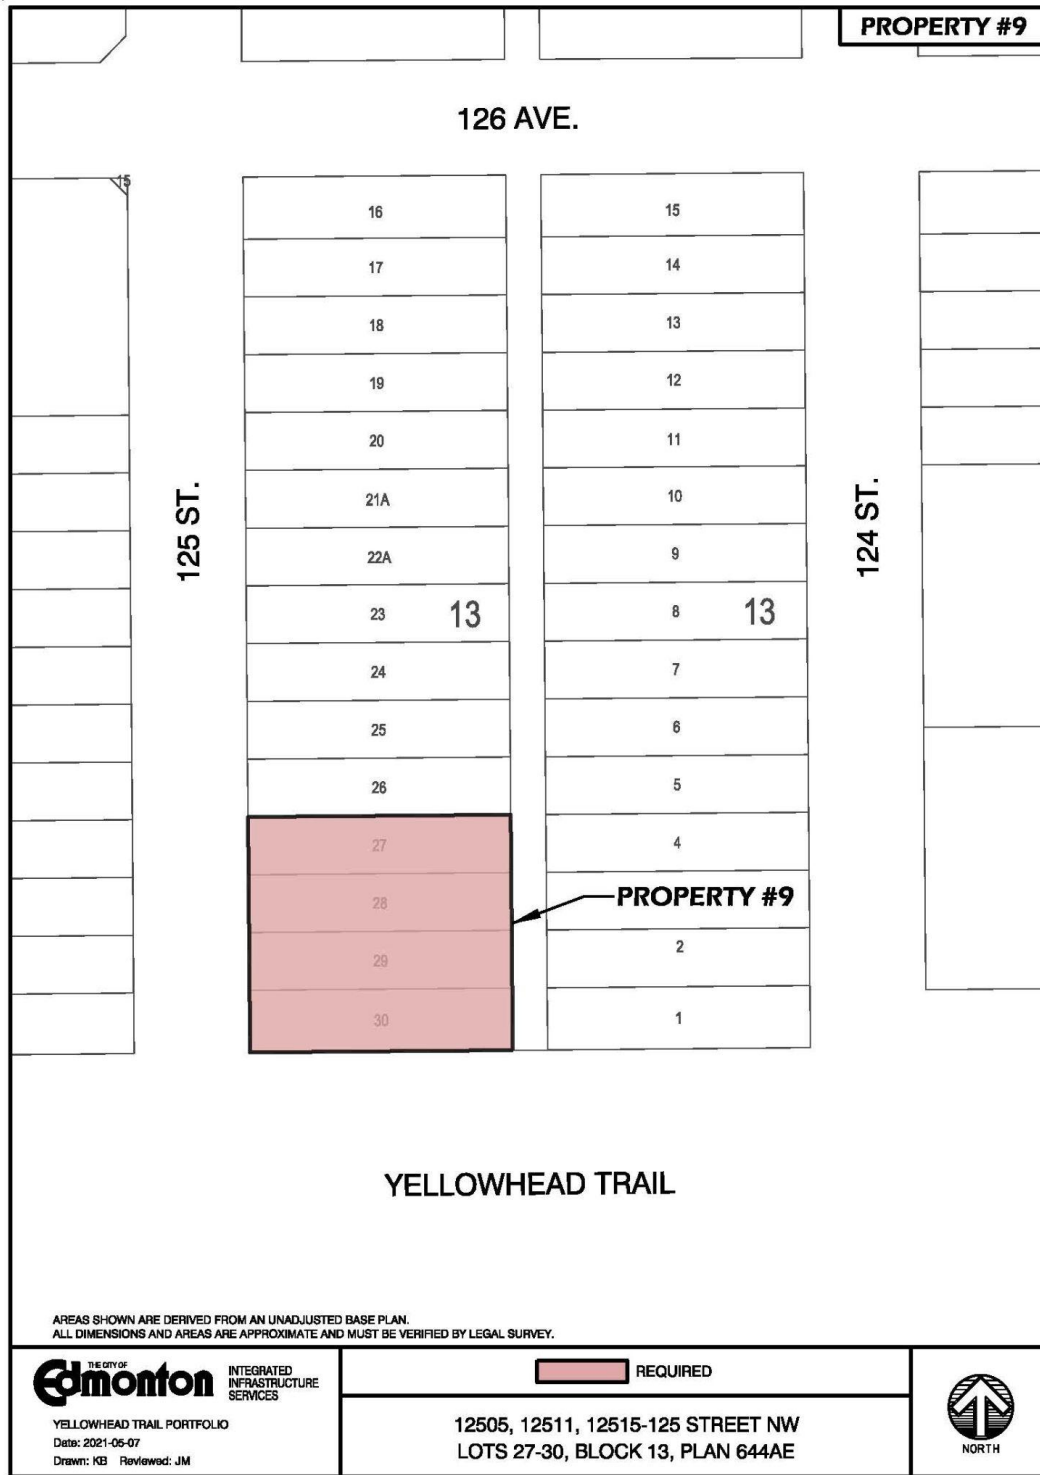 PROPERTY #9
126 AVE.
15
16
15
17
14
18
13
19
12
20
11
21A
10
22A
9
23
13
8
13
24
7
25
6
26
5
27
4
28
PROPERTY #9
29
2
30
1
125 ST.
124 ST.
YELLOWHEAD TRAIL
AREAS SHOWN ARE DERIVED FROM AN UNADJUSTED BASE PLAN.
ALL DIMENSIONS AND AREAS ARE APPROXIMATE AND MUST BE VERIFIED BY LEGAL SURVEY.
THE CITY OF
Edmonton
INTEGRATED
INFRASTRUCTURE
SERVICES
YELLOWHEAD TRAIL PORTFOLIO
Date: 2021-05-07
Drawn: KB Reviewed: JM
REQUIRED
12505, 12511, 12515-125 STREET NW
LOTS 27-30, BLOCK 13, PLAN 644AE
NORTH